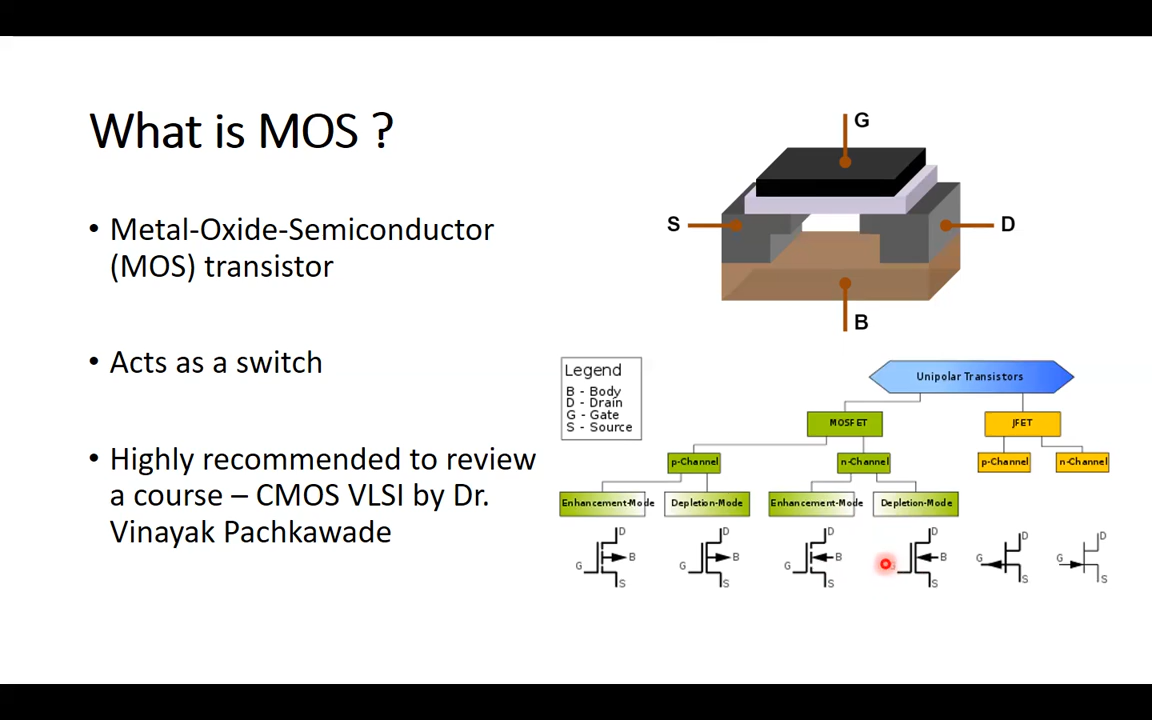 What is MOS ?
• Metal-Oxide-Semiconductor
(MOS) transistor
• Acts as a switch
• Highly recommended to review
a course – CMOS VLSI by Dr.
Vinayak Pachkawade
G
S
D
B
Legend
B - Body
D - Drain
G - Gate
S - Source
Unipolar Transistors
MOSFET
JFET
p-Channel
n-Channel
p-Channel
n-Channel
Enhancement-Mode
Depletion-Mode
Enhancement-Mode
Depletion-Mode
D
B
G
S
D
B
G
S
D
B
G
S
D
B
G
S
D
G
S
D
G
S